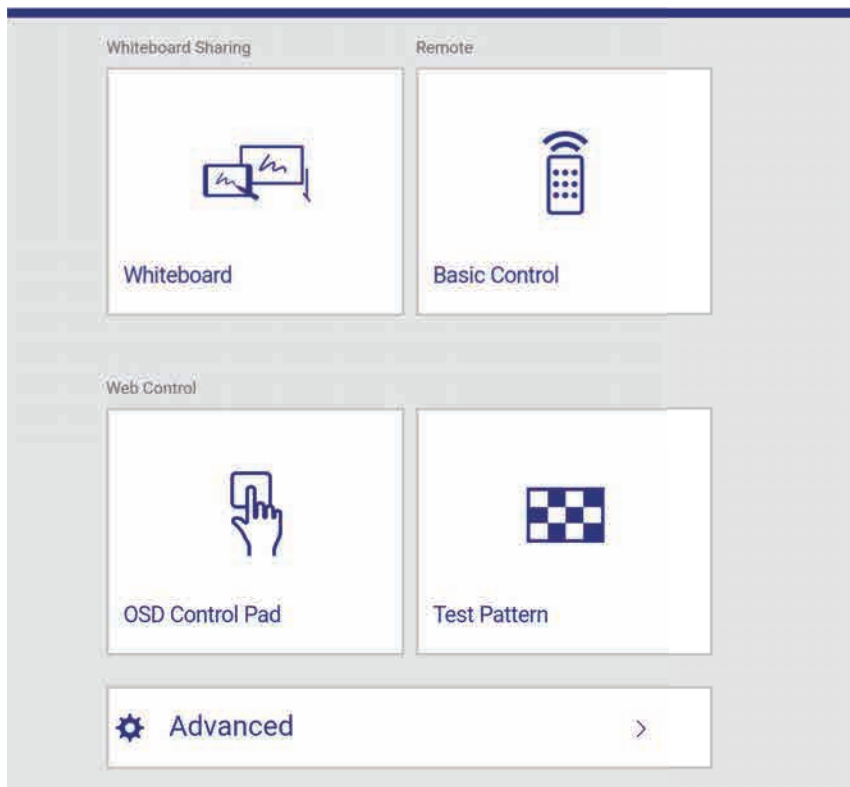 Whiteboard Sharing
Remote
Whiteboard
Basic Control
Web Control
OSD Control Pad
Test Pattern
Advanced